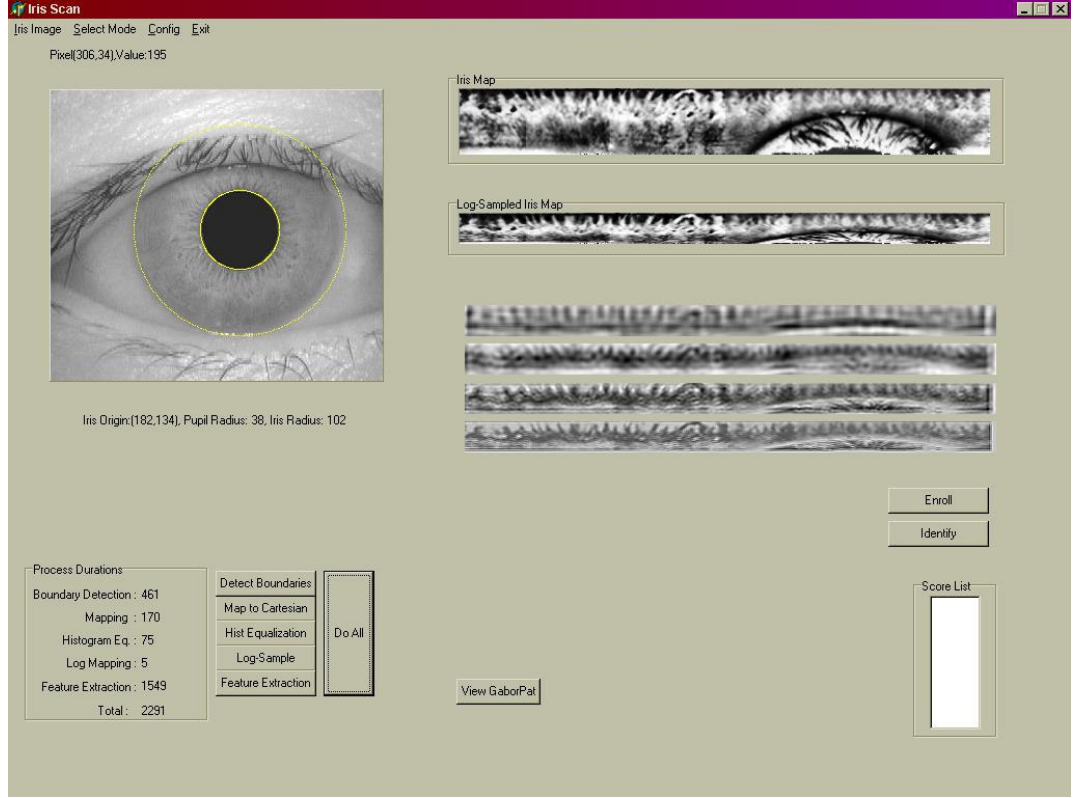 Iris Scan
Iris Image Select Mode Config Exit
Pixel(306,34),Value:195
Iris Map
Log-Sampled Iris Map
Iris Origin:(182,134), Pupil Radius: 38, Iris Radius: 102
Enroll
Identify
Process Durations
Boundary Detection : 461
Mapping : 170
Histogram Eq. : 75
Log Mapping : 5
Feature Extraction : 1549
Total : 2291
Detect Boundaries
Map to Cartesian
Hist Equalization
Log-Sample
Feature Extraction
Do All
View GaborPat
Score List